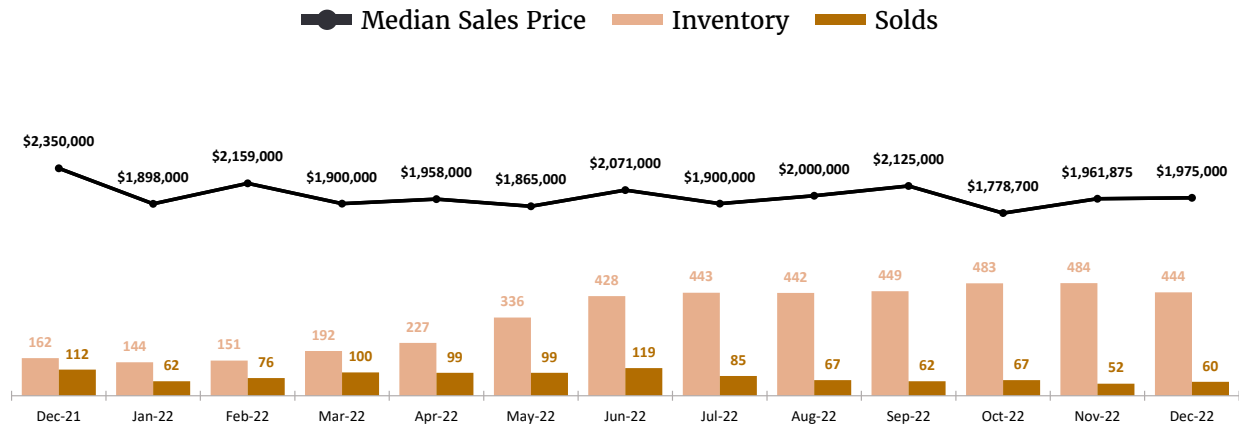 Median Sales Price Inventory Solds
$2,350,000 $1,898,000 $2,159,000 $1,900,000 $1,958,000 $1,865,000 $2,071,000 $1,900,000 $2,000,000 $2,125,000 $1,778,700 $1,961,875 $1,975,000
162 144 151 192 227 336 428 443 442 449 483 484 444
112 62 76 100 99 99 119 85 67 62 67 52 60
Dec-21 Jan-22 Feb-22 Mar-22 Apr-22 May-22 Jun-22 Jul-22 Aug-22 Sep-22 Oct-22 Nov-22 Dec-22